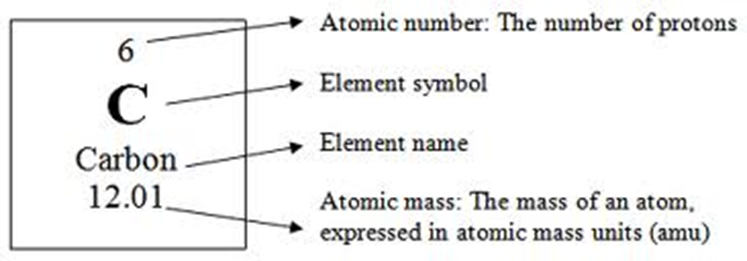 6
C
Carbon
12.01
Atomic number: The number of protons
Element symbol
Element name
Atomic mass: The mass of an atom,
expressed in atomic mass units (amu)